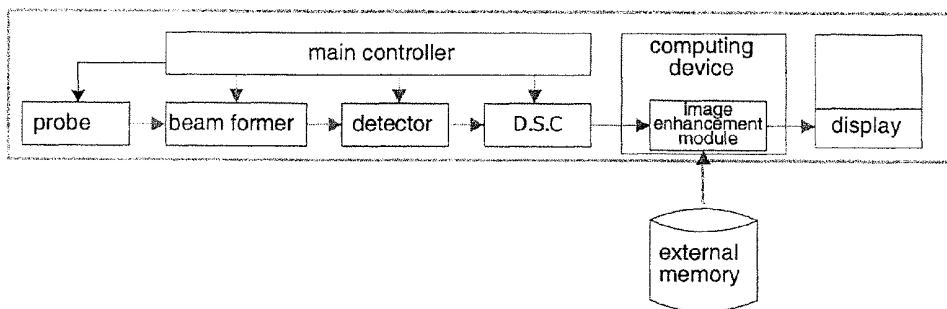 main controller
computing
device
probe
beam former
detector
D.S.C
image
enhancement
module
display
external
memory